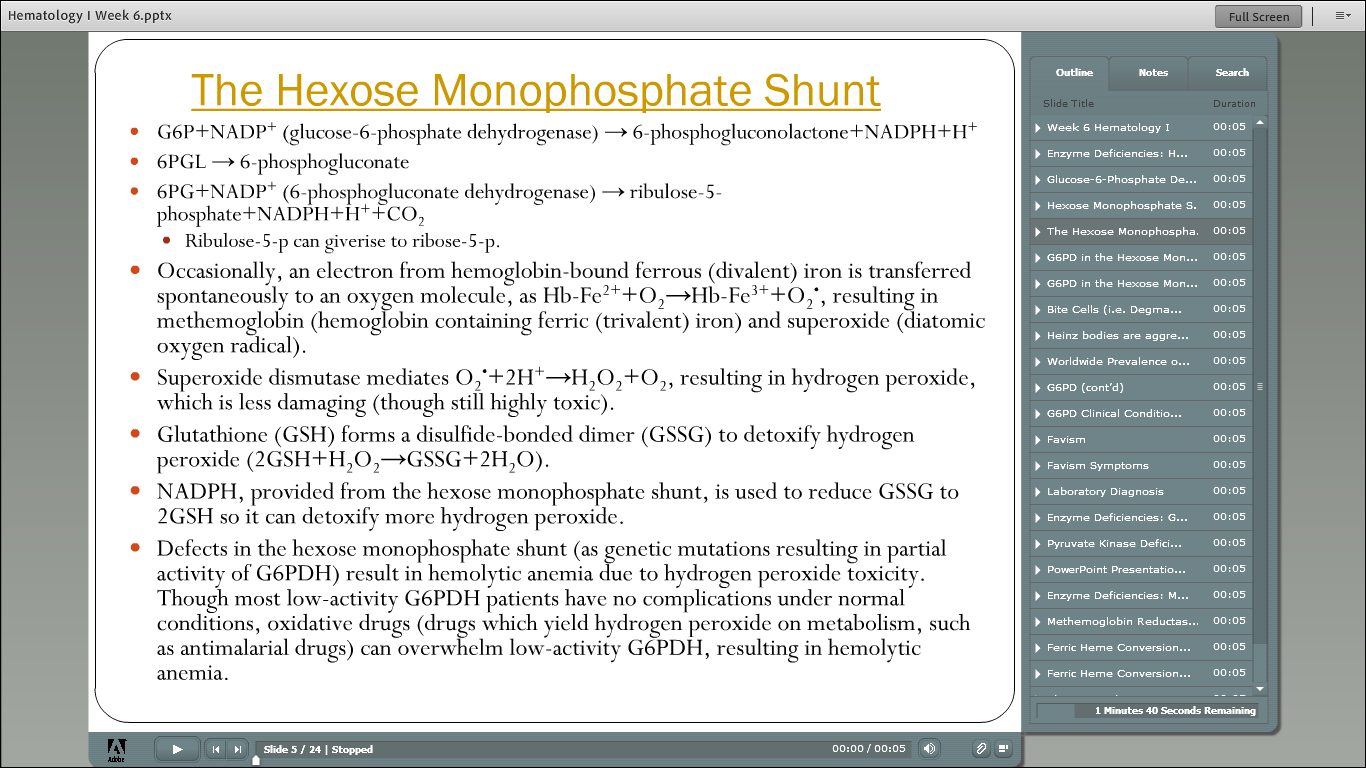 Hematology I Week 6.pptx
Full Screen
The Hexose Monophosphate Shunt
• G6P+NADP⁺ (glucose-6-phosphate dehydrogenase) → 6-phosphogluconolactone+NADPH+H⁺
• 6PGL → 6-phosphogluconate
• 6PG+NADP⁺ (6-phosphogluconate dehydrogenase) → ribulose-5-
phosphate+NADPH+H⁺+CO₂
• Ribulose-5-p can giverise to ribose-5-p.
• Occasionally, an electron from hemoglobin-bound ferrous (divalent) iron is transferred
spontaneously to an oxygen molecule, as Hb-Fe²⁺+O₂→Hb-Fe³⁺+O₂•, resulting in
methemoglobin (hemoglobin containing ferric (trivalent) iron) and superoxide (diatomic
oxygen radical).
• Superoxide dismutase mediates O₂•+2H⁺→H₂O₂+O₂, resulting in hydrogen peroxide,
which is less damaging (though still highly toxic).
• Glutathione (GSH) forms a disulfide-bonded dimer (GSSG) to detoxify hydrogen
peroxide (2GSH+H₂O₂→GSSG+2H₂O).
• NADPH, provided from the hexose monophosphate shunt, is used to reduce GSSG to
2GSH so it can detoxify more hydrogen peroxide.
• Defects in the hexose monophosphate shunt (as genetic mutations resulting in partial
activity of G6PDH) result in hemolytic anemia due to hydrogen peroxide toxicity.
Though most low-activity G6PDH patients have no complications under normal
conditions, oxidative drugs (drugs which yield hydrogen peroxide on metabolism, such
as antimalarial drugs) can overwhelm low-activity G6PDH, resulting in hemolytic
anemia.
Outline Notes Search
Slide Title Duration
Week 6 Hematology I 00:05
Enzyme Deficiencies: H... 00:05
Glucose-6-Phosphate De... 00:05
Hexose Monophosphate S. 00:05
The Hexose Monophospha. 00:05
G6PD in the Hexose Mon... 00:05
G6PD in the Hexose Mon... 00:05
Bite Cells (i.e. Degma... 00:05
Heinz bodies are aggre... 00:05
Worldwide Prevalence o... 00:05
G6PD (cont'd) 00:05
G6PD Clinical Conditio... 00:05
Favism 00:05
Favism Symptoms 00:05
Laboratory Diagnosis 00:05
Enzyme Deficiencies: G... 00:05
Pyruvate Kinase Defici... 00:05
PowerPoint Presentatio... 00:05
Enzyme Deficiencies: M... 00:05
Methemoglobin Reductas... 00:05
Ferric Heme Conversion... 00:05
Ferric Heme Conversion... 00:05
1 Minutes 40 Seconds Remaining
Adobe
Slide 5 / 24 | Stopped
00:00 / 00:05